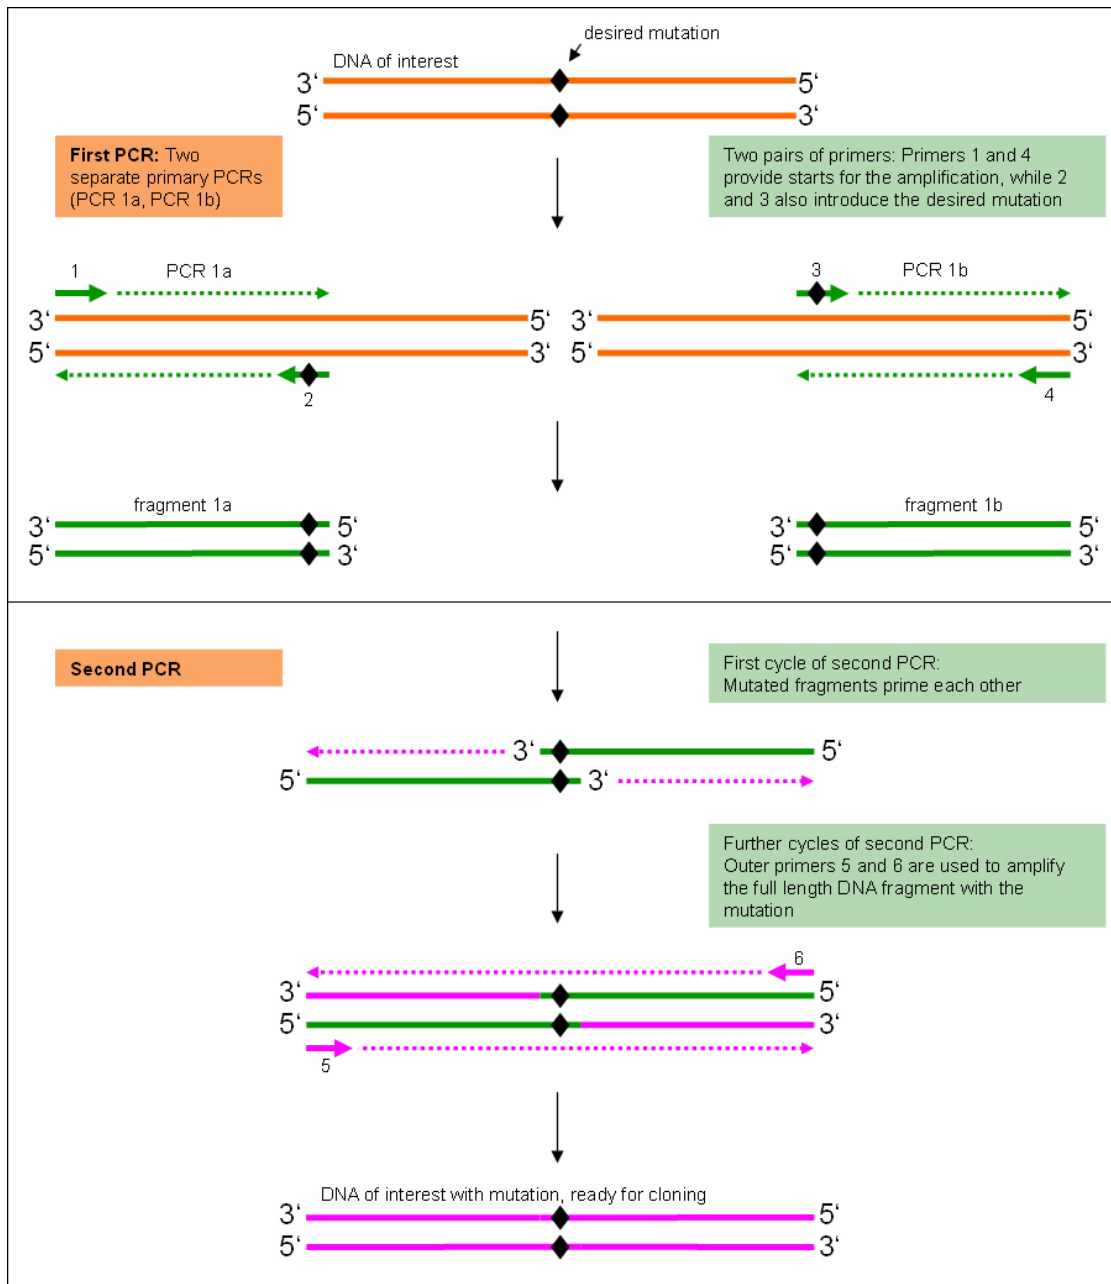 desired mutation
DNA of interest
3‘ 5‘
5‘ 3‘
First PCR: Two
separate primary PCRs
(PCR 1a, PCR 1b)
Two pairs of primers: Primers 1 and 4
provide starts for the amplification, while 2
and 3 also introduce the desired mutation
1 PCR 1a
3‘ 5‘
5‘ 3‘
2
3 PCR 1b
3‘ 5‘
5‘ 3‘
4
fragment 1a
3‘ 5‘
5‘ 3‘
fragment 1b
3‘ 5‘
5‘ 3‘
Second PCR
First cycle of second PCR:
Mutated fragments prime each other
3‘ 5‘
5‘ 3‘
Further cycles of second PCR:
Outer primers 5 and 6 are used to amplify
the full length DNA fragment with the
mutation
6
3‘ 5‘
5‘ 3‘
5
DNA of interest with mutation, ready for cloning
3‘ 5‘
5‘ 3‘